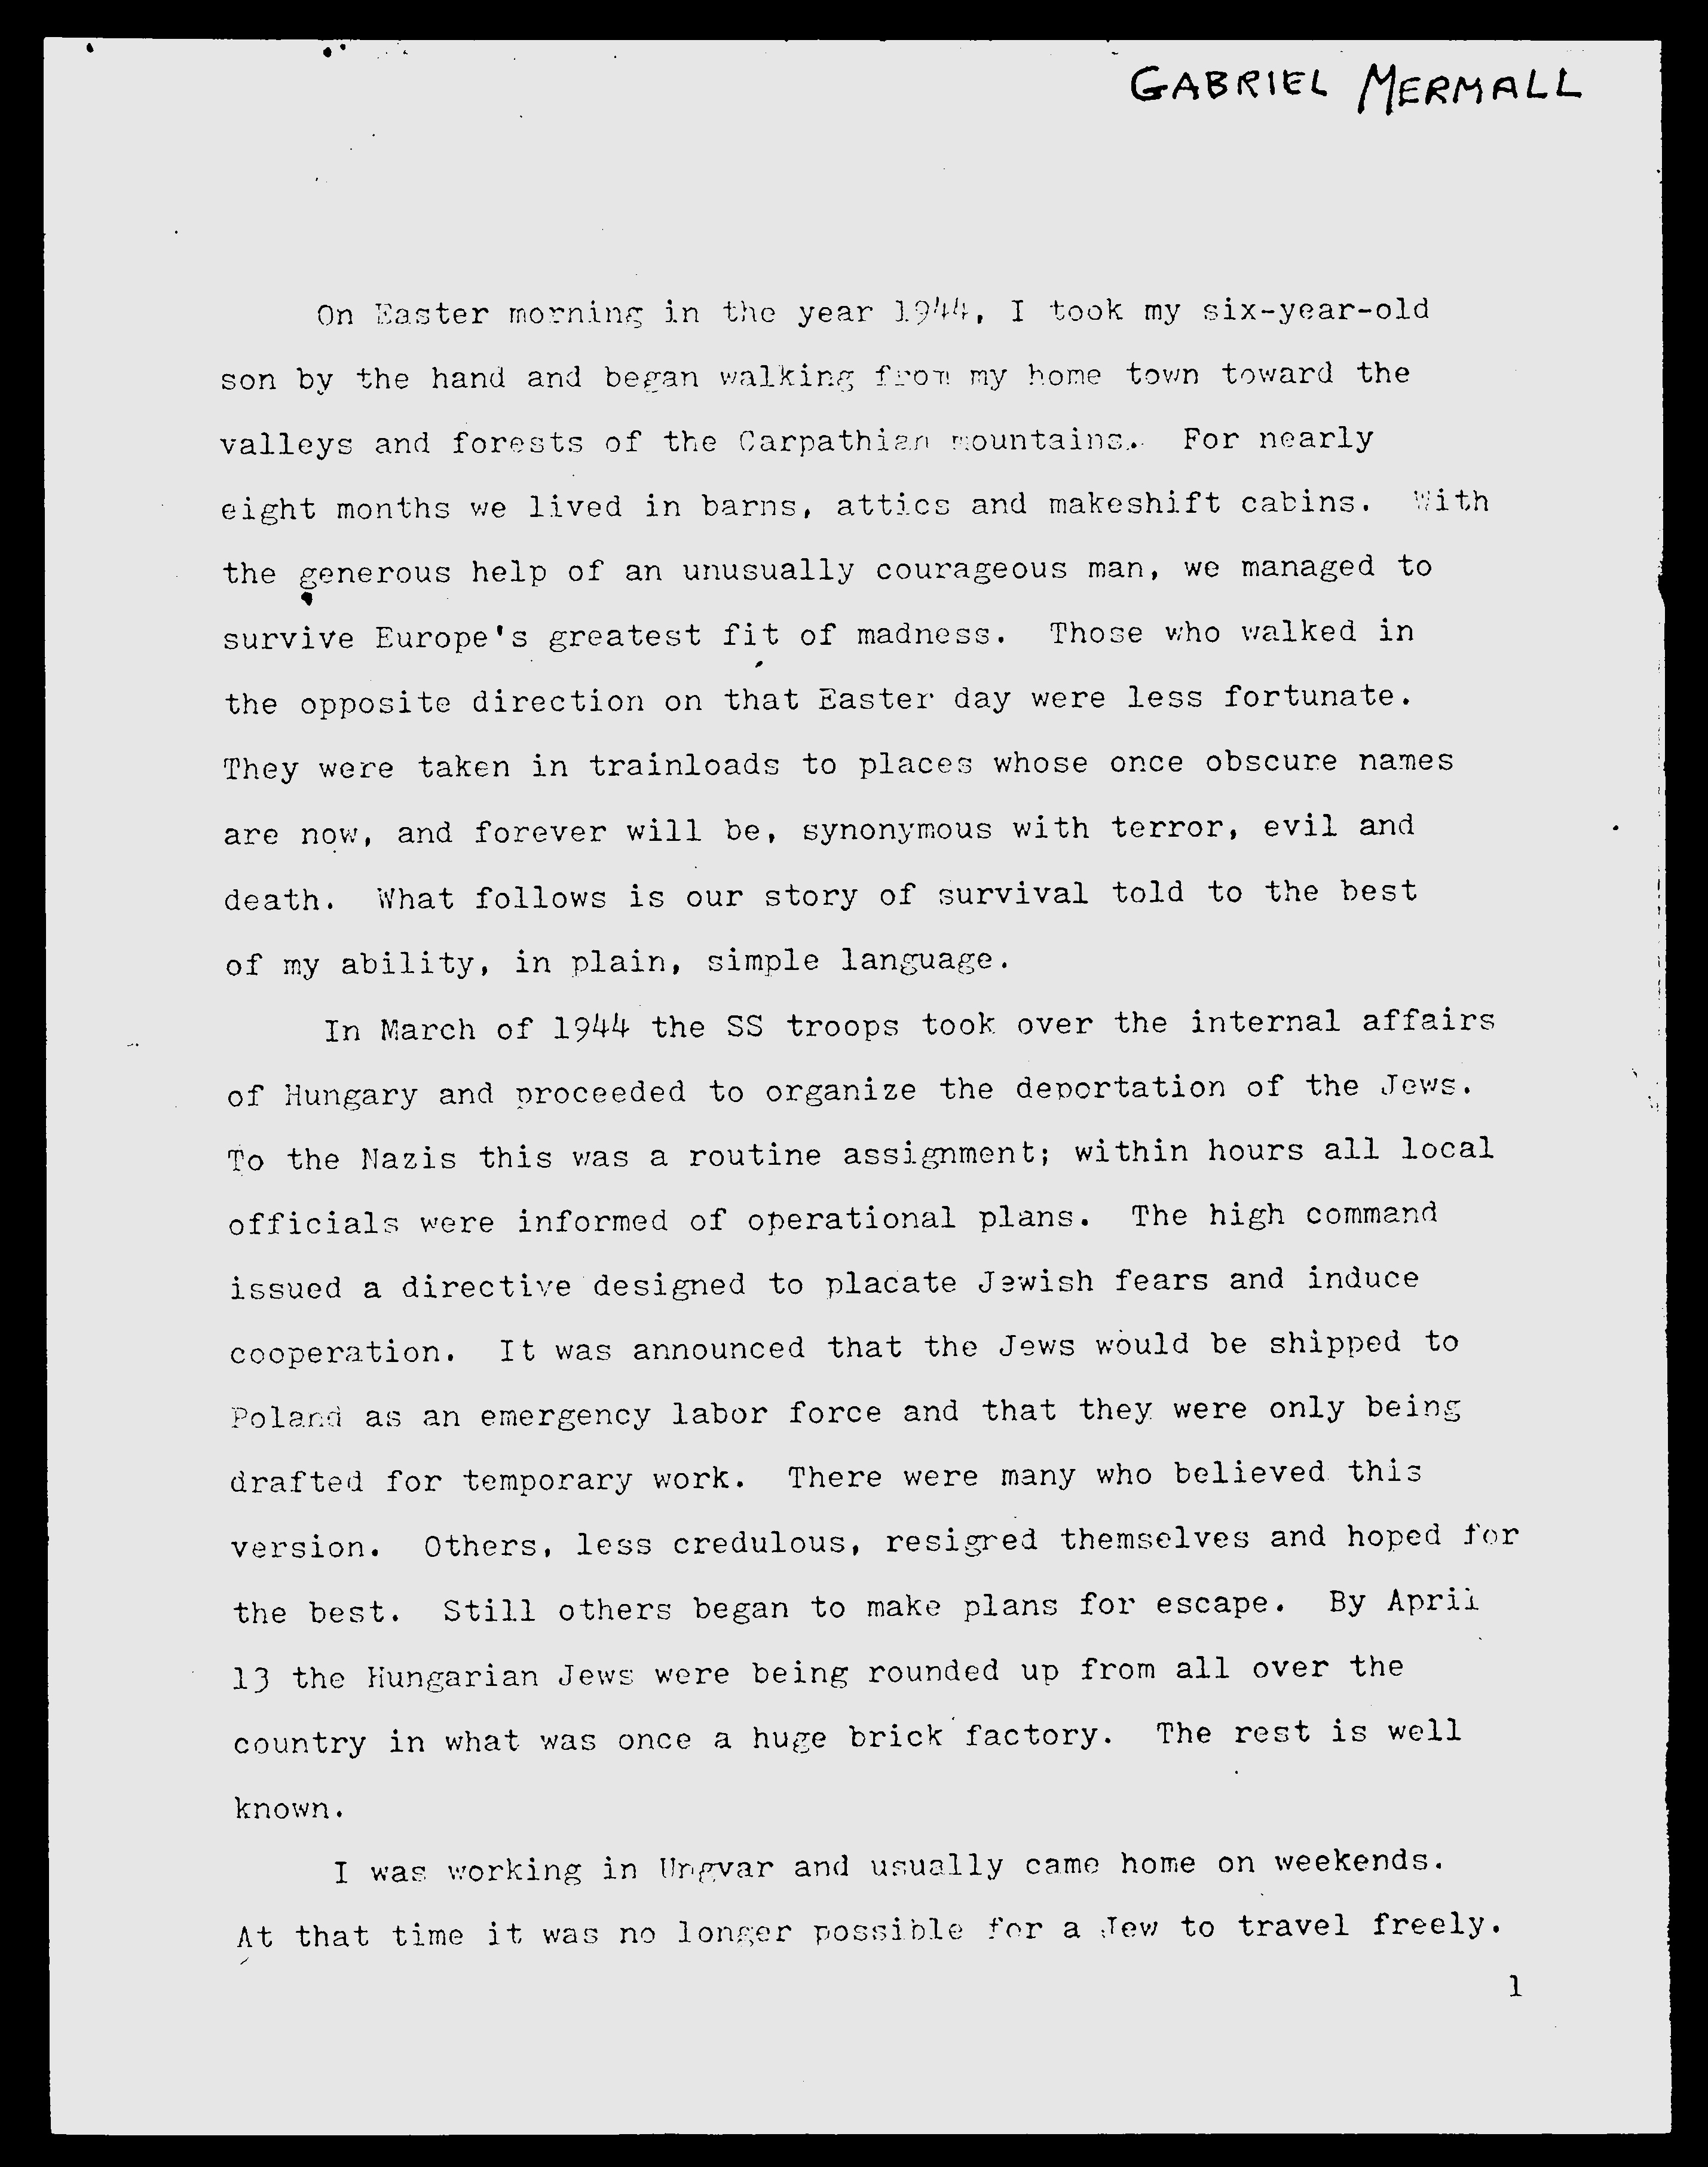 GABRIEL MERMALL
On Easter morning in the year 1944, I took my six-year-old
son by the hand and began walking from my home town toward the
valleys and forests of the Carpathian mountains. For nearly
eight months we lived in barns, attics and makeshift cabins. With
the generous help of an unusually courageous man, we managed to
survive Europe's greatest fit of madness. Those who walked in
the opposite direction on that Easter day were less fortunate.
They were taken in trainloads to places whose once obscure names
are now, and forever will be, synonymous with terror, evil and
death. What follows is our story of survival told to the best
of my ability, in plain, simple language.
In March of 1944 the SS troops took over the internal affairs
of Hungary and proceeded to organize the deportation of the Jews.
To the Nazis this was a routine assignment; within hours all local
officials were informed of operational plans. The high command
issued a directive designed to placate Jewish fears and induce
cooperation. It was announced that the Jews would be shipped to
Poland as an emergency labor force and that they were only being
drafted for temporary work. There were many who believed this
version. Others, less credulous, resigned themselves and hoped for
the best. Still others began to make plans for escape. By April
13 the Hungarian Jews were being rounded up from all over the
country in what was once a huge brick factory. The rest is well
known.
I was working in Ungvar and usually came home on weekends.
At that time it was no longer possible for a Jew to travel freely.
1